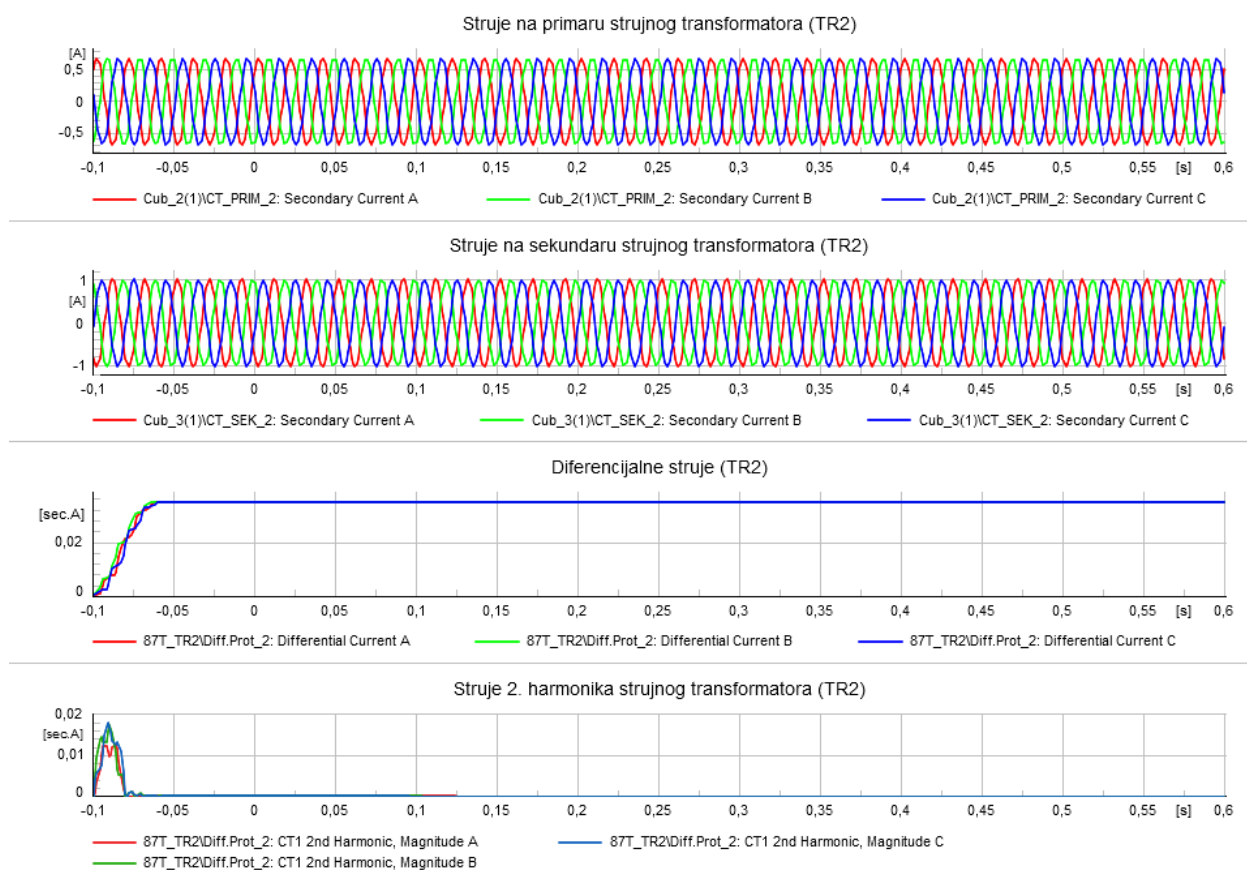 Struje na primaru strujnog transformatora (TR2)
[A]
0,5
0
-0,5
-0,1 -0,05 0 0,05 0,1 0,15 0,2 0,25 0,3 0,35 0,4 0,45 0,5 0,55 [s] 0,6
Cub_2(1)\CT_PRIM_2: Secondary Current A Cub_2(1)\CT_PRIM_2: Secondary Current B Cub_2(1)\CT_PRIM_2: Secondary Current C
Struje na sekundaru strujnog transformatora (TR2)
1
[A]
0
-1
-0,1 -0,05 0 0,05 0,1 0,15 0,2 0,25 0,3 0,35 0,4 0,45 0,5 0,55 [s] 0,6
Cub_3(1)\CT_SEK_2: Secondary Current A Cub_3(1)\CT_SEK_2: Secondary Current B Cub_3(1)\CT_SEK_2: Secondary Current C
Diferencijalne struje (TR2)
[sec.A]
0,02
0
-0,1 -0,05 0 0,05 0,1 0,15 0,2 0,25 0,3 0,35 0,4 0,45 0,5 0,55 [s] 0,6
87T_TR2\Diff.Prot_2: Differential Current A 87T_TR2\Diff.Prot_2: Differential Current B 87T_TR2\Diff.Prot_2: Differential Current C
Struje 2. harmonika strujnog transformatora (TR2)
0,02
[sec.A]
0,01
0
-0,1 -0,05 0 0,05 0,1 0,15 0,2 0,25 0,3 0,35 0,4 0,45 0,5 0,55 [s] 0,6
87T_TR2\Diff.Prot_2: CT1 2nd Harmonic, Magnitude A 87T_TR2\Diff.Prot_2: CT1 2nd Harmonic, Magnitude C
87T_TR2\Diff.Prot_2: CT1 2nd Harmonic, Magnitude B